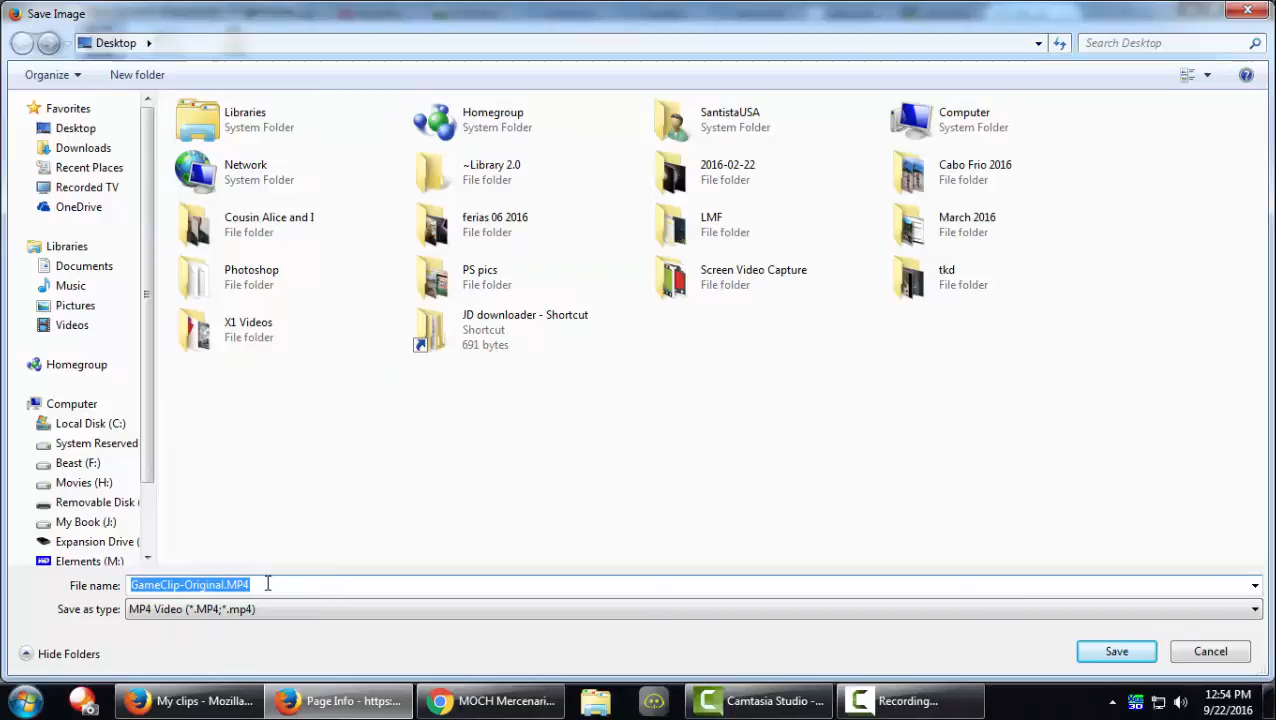 Save Image
Desktop
Search Desktop
Organize
New folder
Favorites
Desktop
Downloads
Recent Places
Recorded TV
OneDrive
Libraries
Documents
Music
Pictures
Videos
Homegroup
Computer
Local Disk (C:)
System Reserved
Beast (F:)
Movies (H:)
Removable Disk (
My Book (J:)
Expansion Drive (
Elements (M:)
Libraries
System Folder
Homegroup
System Folder
SantistaUSA
System Folder
Computer
System Folder
Network
System Folder
~Library 2.0
File folder
2016-02-22
File folder
Cabo Frio 2016
File folder
Cousin Alice and I
File folder
ferias 06 2016
File folder
LMF
File folder
March 2016
File folder
Photoshop
File folder
PS pics
File folder
Screen Video Capture
File folder
tkd
File folder
X1 Videos
File folder
JD downloader - Shortcut
Shortcut
691 bytes
File name: GameClip-Original.MP4
Save as type: MP4 Video (*.MP4;*.mp4)
Hide Folders
Save
Cancel
My clips - Mozilla...
Page Info - https:...
MOCH Mercenari...
Camtasia Studio -...
Recording...
12:54 PM
9/22/2016